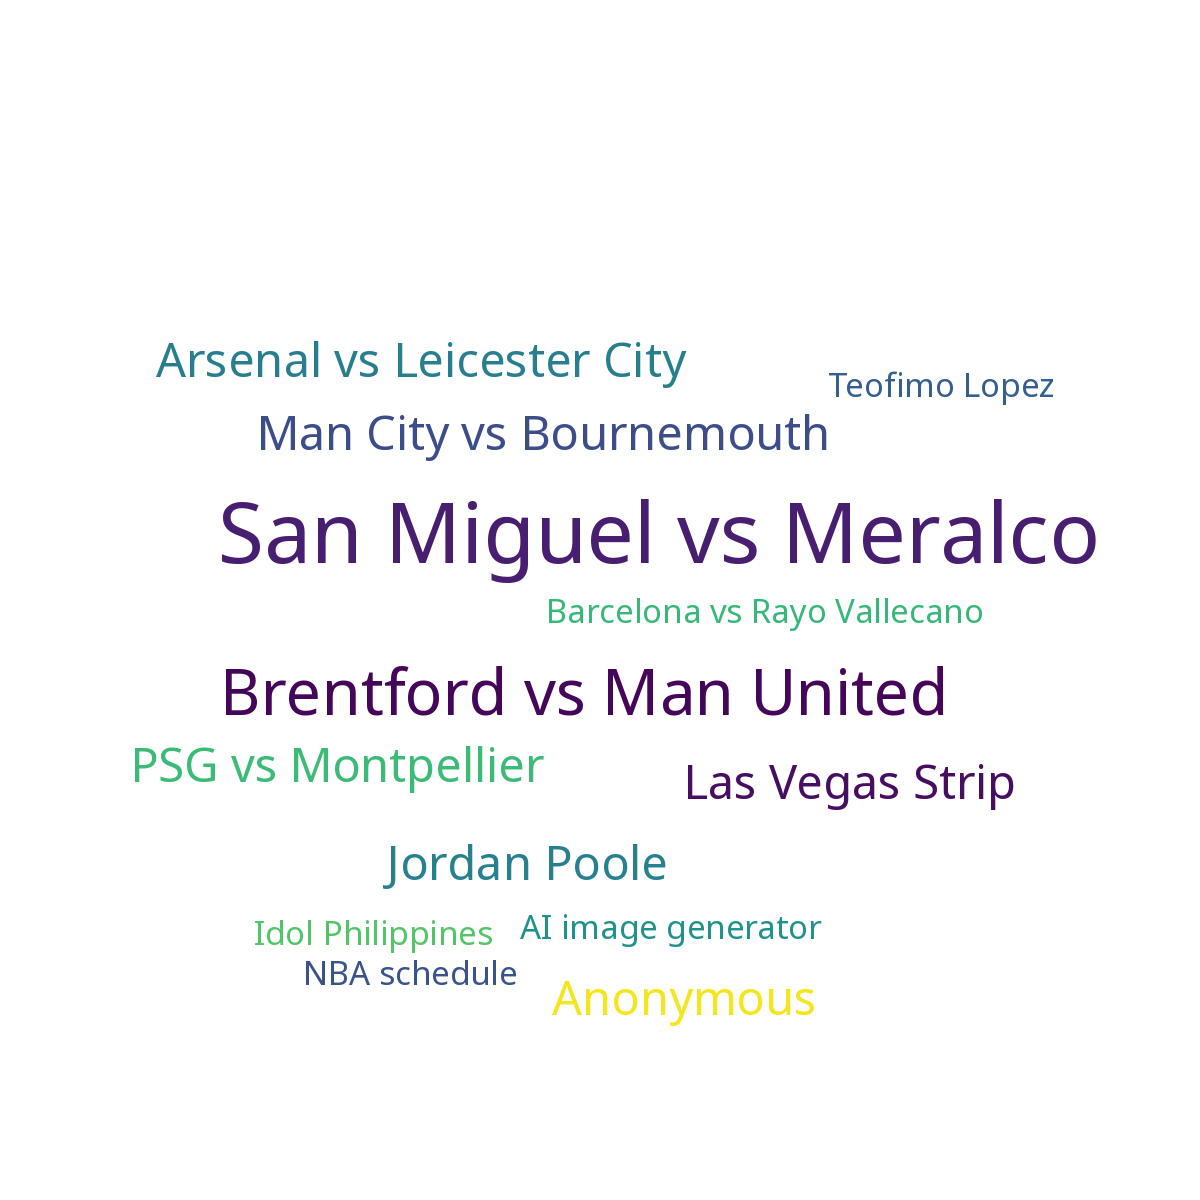 Arsenal vs Leicester City
Teofimo Lopez
Man City vs Bournemouth
San Miguel vs Meralco
Barcelona vs Rayo Vallecano
Brentford vs Man United
PSG vs Montpellier
Las Vegas Strip
Jordan Poole
Idol Philippines
AI image generator
NBA schedule
Anonymous